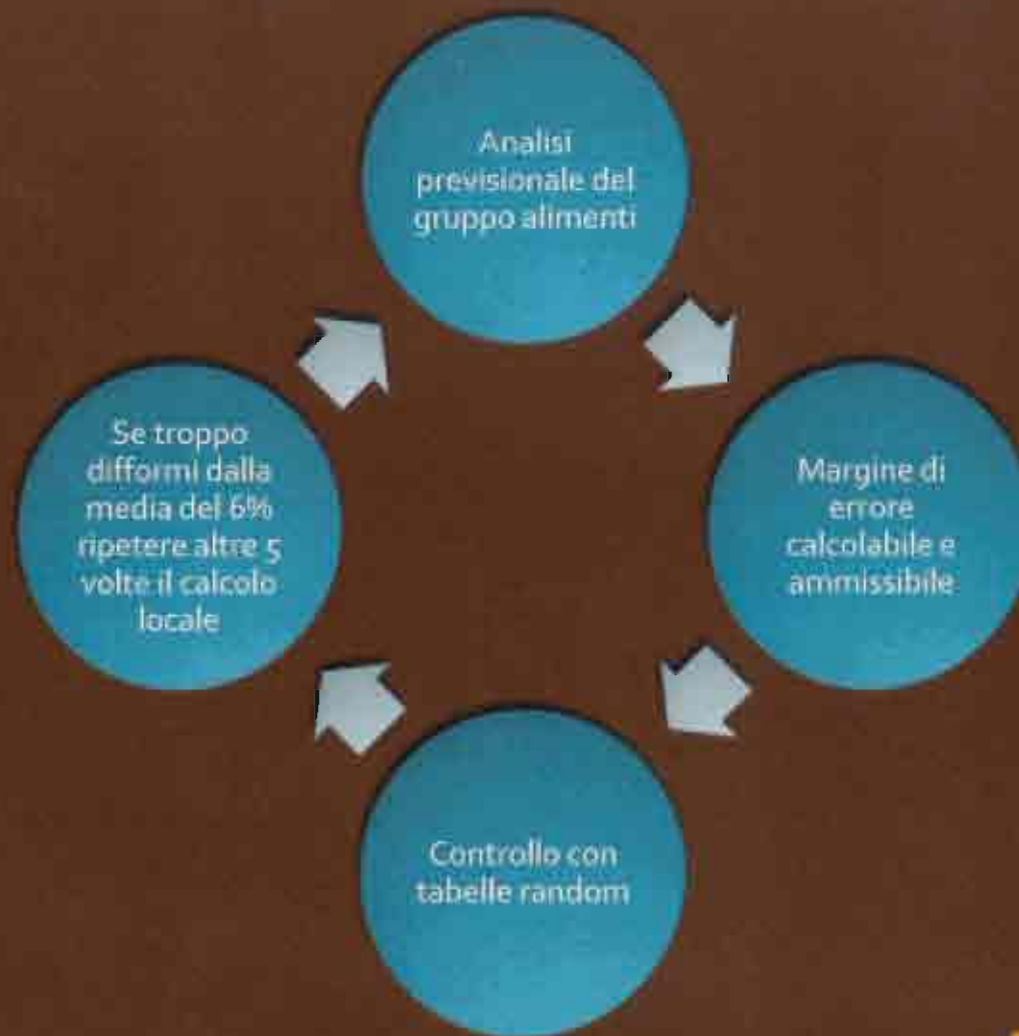 Analisi
previsionale del
gruppo alimenti
Margine di
errore
calcolabile e
ammissibile
Controllo con
tabelle random
Se troppo
difformi dalla
media del 6%
ripetere altre 5
volte il calcolo
locale